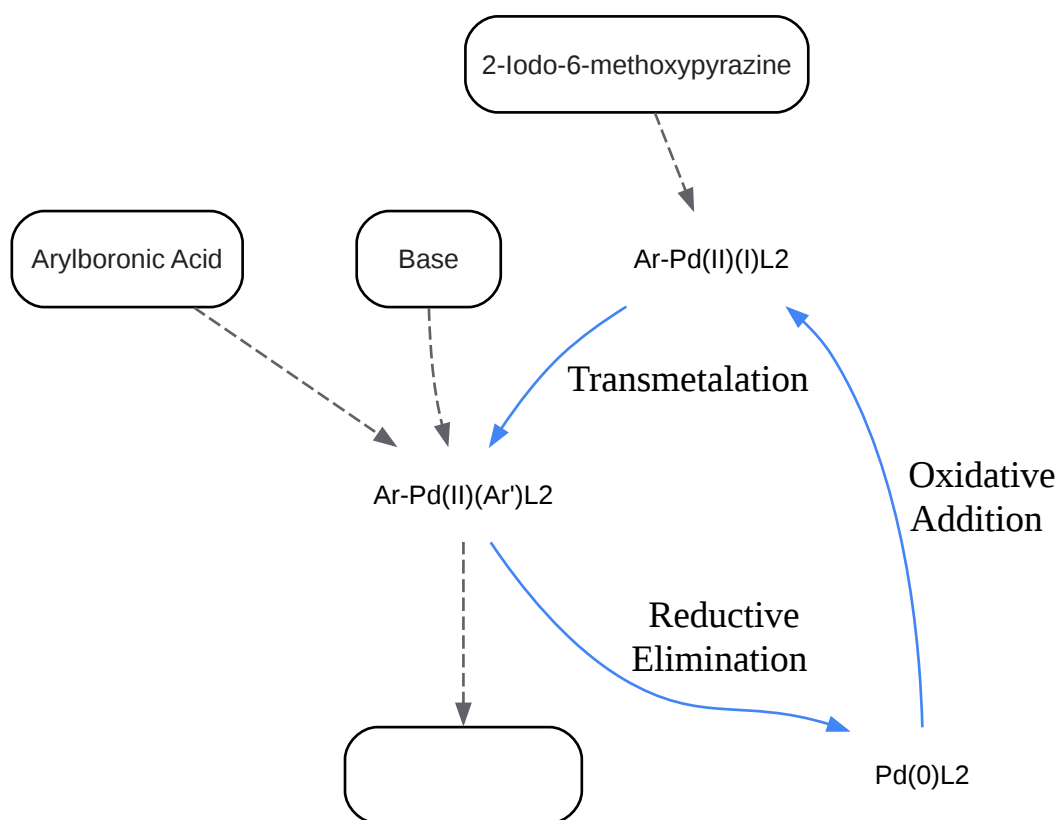 2-Iodo-6-methoxypyrazine
Arylboronic Acid
Base
Ar-Pd(II)(I)L2
Transmetalation
Oxidative
Addition
Ar-Pd(II)(Ar')L2
Reductive
Elimination
Pd(0)L2